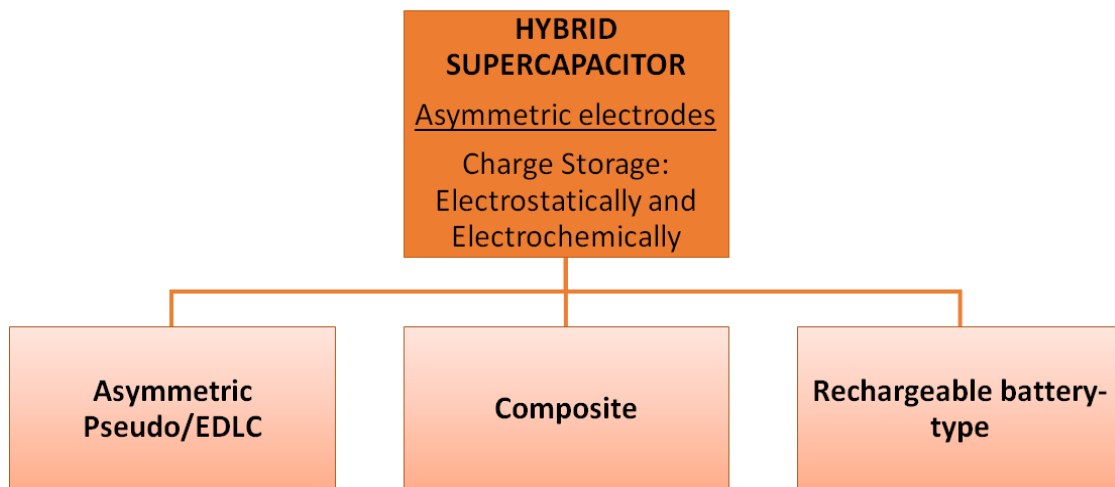 HYBRID
SUPERCAPACITOR
Asymmetric electrodes
Charge Storage:
Electrostatically and
Electrochemically
Asymmetric
Pseudo/EDLC
Composite
Rechargeable battery-
type